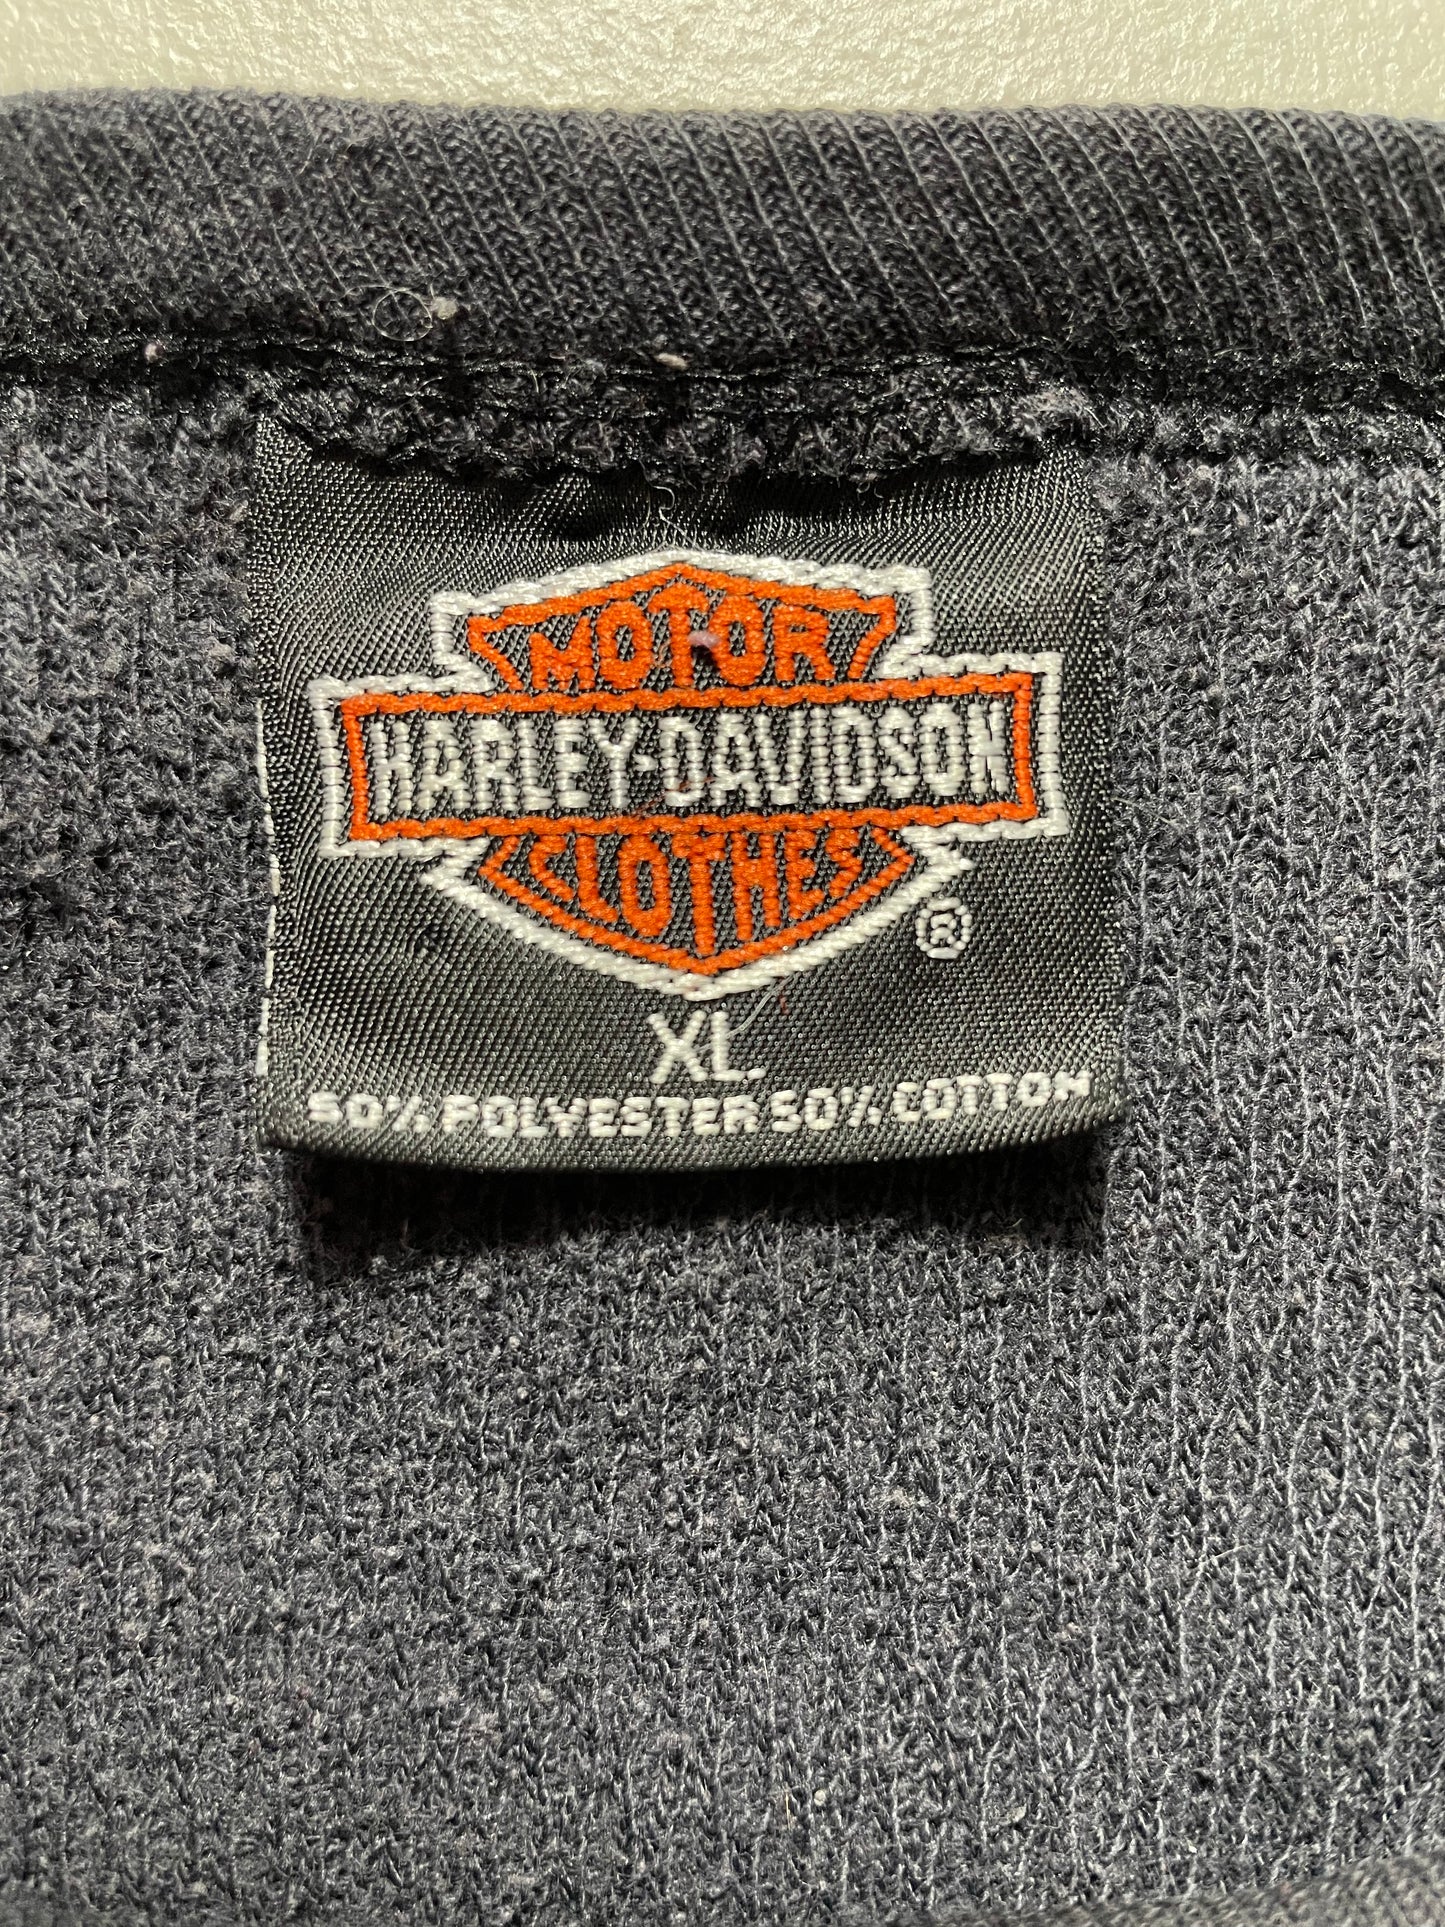 MOTOR
HARLEY-DAVIDSON
CLOTHES
®
XL
50% POLYESTER 50% COTTON